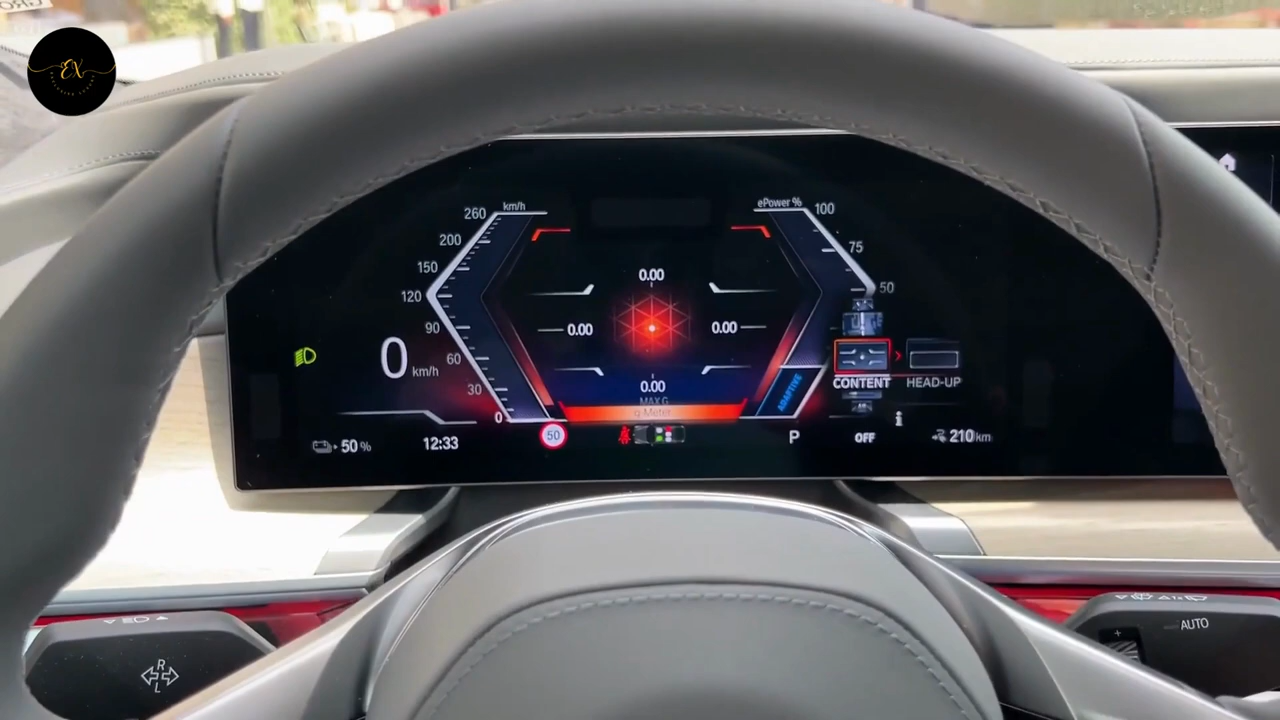 EX
260 km/h
200
150
120
90
60
30
0
0 km/h
ePower % 100
75
50
0.00
0.00
0.00
0.00
MAX G
g-Meter
ADAPTIVE
CONTENT
HEAD-UP
50 %
12:33
50
P
OFF
i
210 km
R
L
AUTO